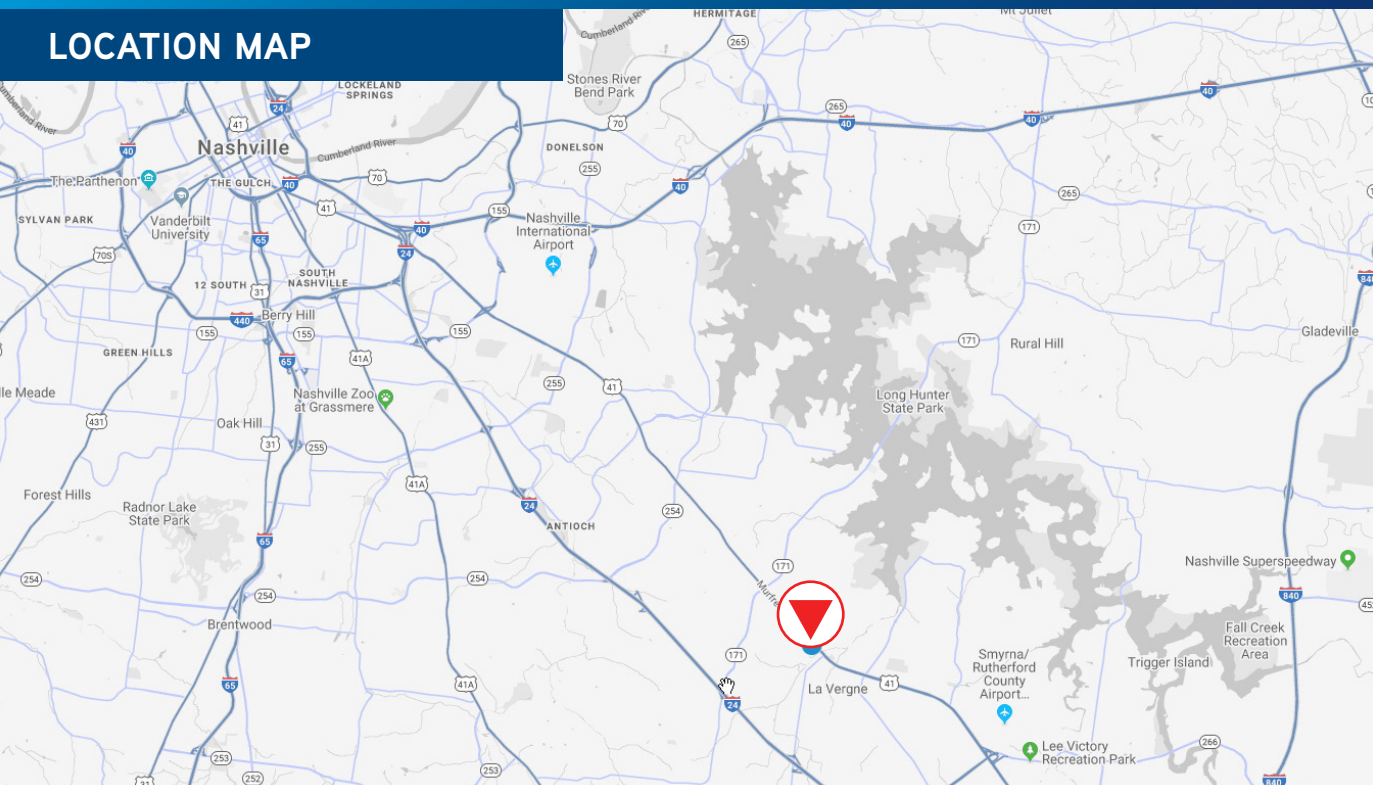 LOCATION MAP
HERMITAGE
Mt Juliet
265
LOCKELAND
SPRINGS
Stones River
Bend Park
Cumberland River
24
40
265
40
40
41
Nashville
Cumberland River
70
DONELSON
40
The Parthenon
THE GULCH
40
70
255
40
265
SYLVAN PARK
Vanderbilt
University
41
155
Nashville
International
Airport
40
171
65
24
70S
12 SOUTH
31
SOUTH
NASHVILLE
840
440
Berry Hill
155
155
155
Gladeville
GREEN HILLS
65
41A
171
Rural Hill
lle Meade
Nashville Zoo
at Grassmere
255
41
Long Hunter
State Park
431
Oak Hill
31
255
41A
Forest Hills
Radnor Lake
State Park
24
254
ANTIOCH
65
Nashville Superspeedway
254
254
171
254
Murfre
840
Brentwood
Fall Creek
Recreation
Area
171
Smyrna/
Rutherford
County
Airport...
Trigger Island
65
41A
La Vergne
41
24
253
252
253
Lee Victory
Recreation Park
266
31
840